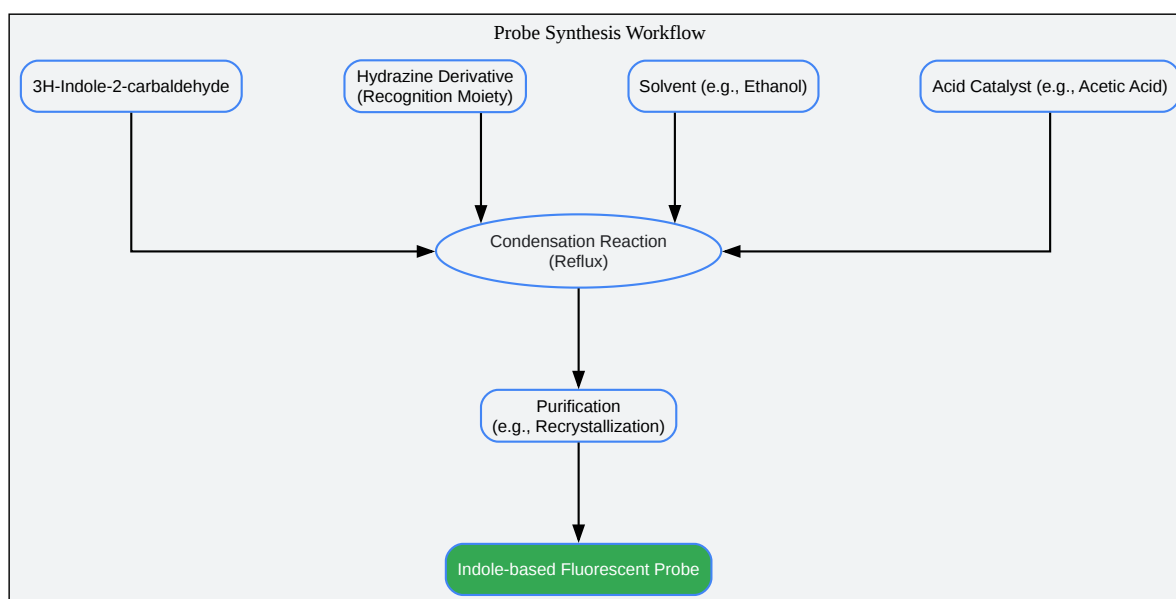 Probe Synthesis Workflow
3H-Indole-2-carbaldehyde
Hydrazine Derivative
(Recognition Moiety)
Solvent (e.g., Ethanol)
Acid Catalyst (e.g., Acetic Acid)
Condensation Reaction
(Reflux)
Purification
(e.g., Recrystallization)
Indole-based Fluorescent Probe